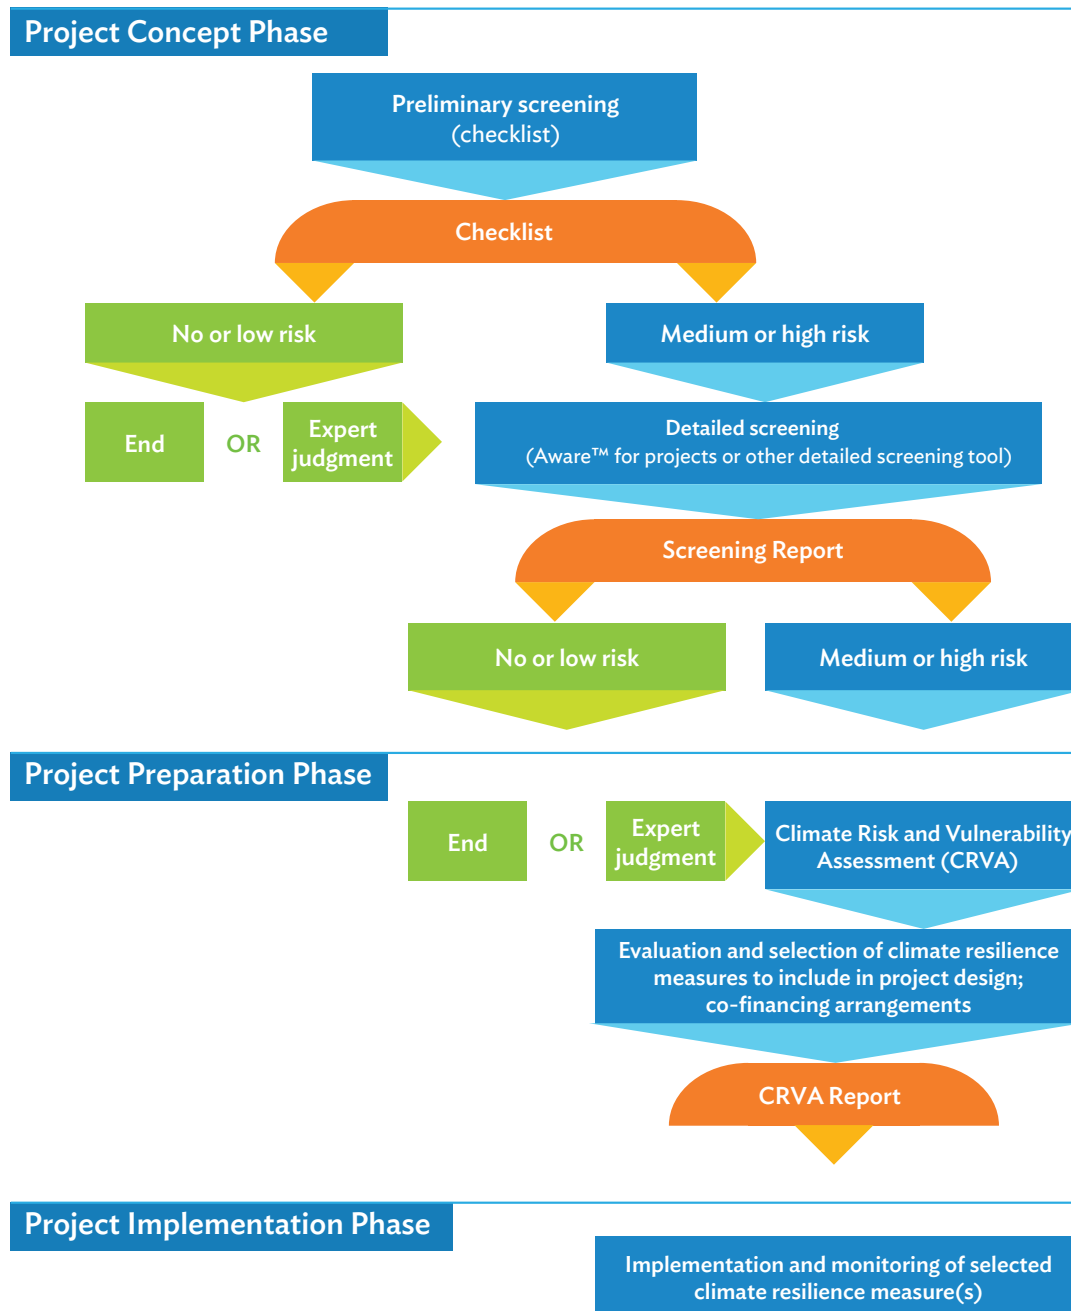 Project Concept Phase
Preliminary screening
(checklist)
Checklist
No or low risk
Medium or high risk
End
OR
Expert
judgment
Detailed screening
(Aware™ for projects or other detailed screening tool)
Screening Report
No or low risk
Medium or high risk
Project Preparation Phase
End
OR
Expert
judgment
Climate Risk and Vulnerability
Assessment (CRVA)
Evaluation and selection of climate resilience
measures to include in project design;
co-financing arrangements
CRVA Report
Project Implementation Phase
Implementation and monitoring of selected
climate resilience measure(s)